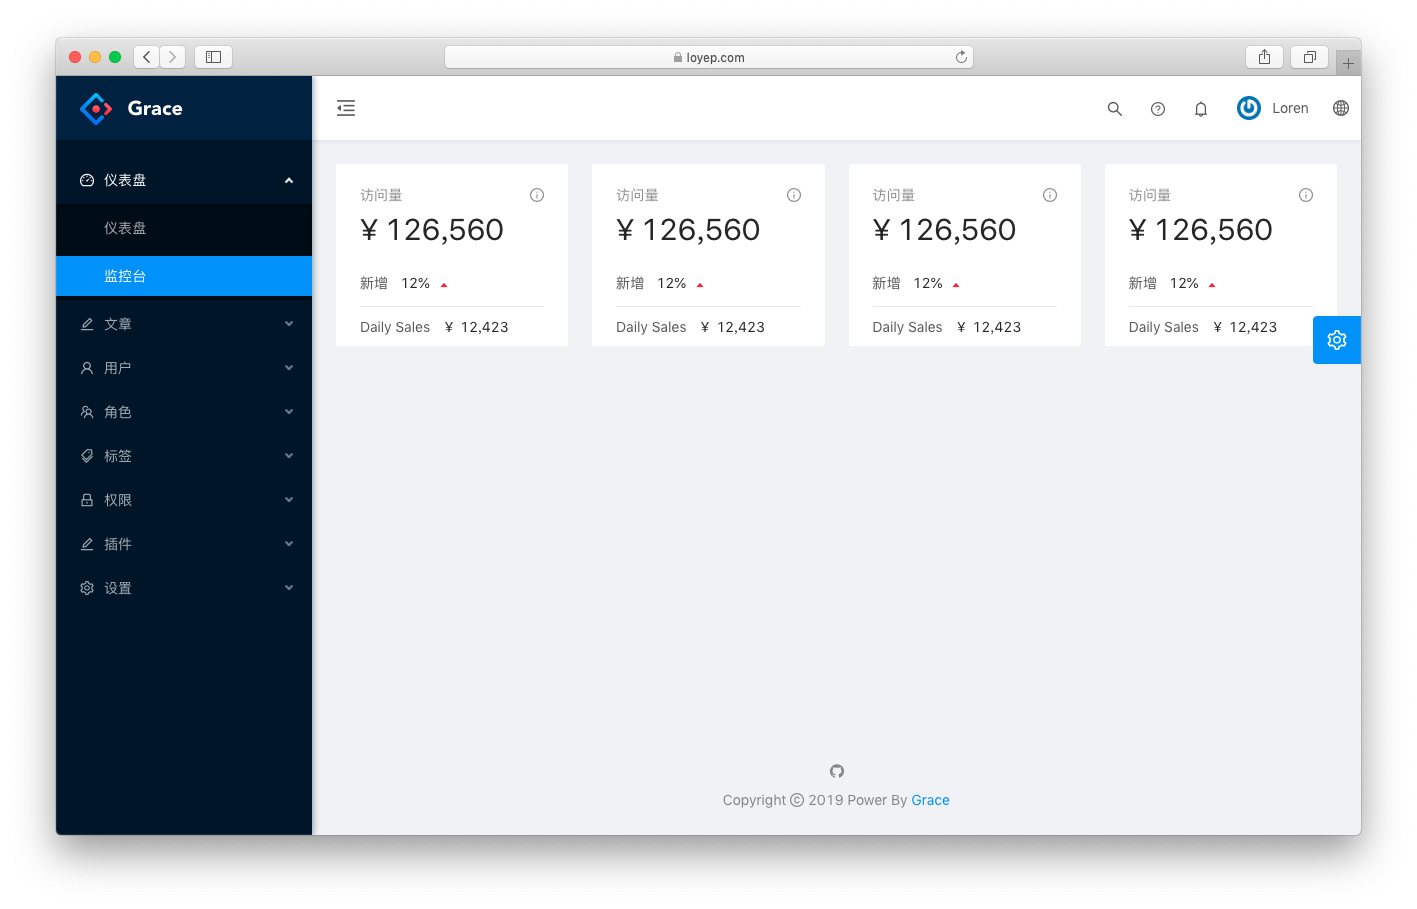 loyep.com
Grace
Loren
仪表盘
仪表盘
监控台
文章
用户
角色
标签
权限
插件
设置
访问量
¥ 126,560
新增 12%
Daily Sales ¥ 12,423
访问量
¥ 126,560
新增 12%
Daily Sales ¥ 12,423
访问量
¥ 126,560
新增 12%
Daily Sales ¥ 12,423
访问量
¥ 126,560
新增 12%
Daily Sales ¥ 12,423
Copyright © 2019 Power By Grace